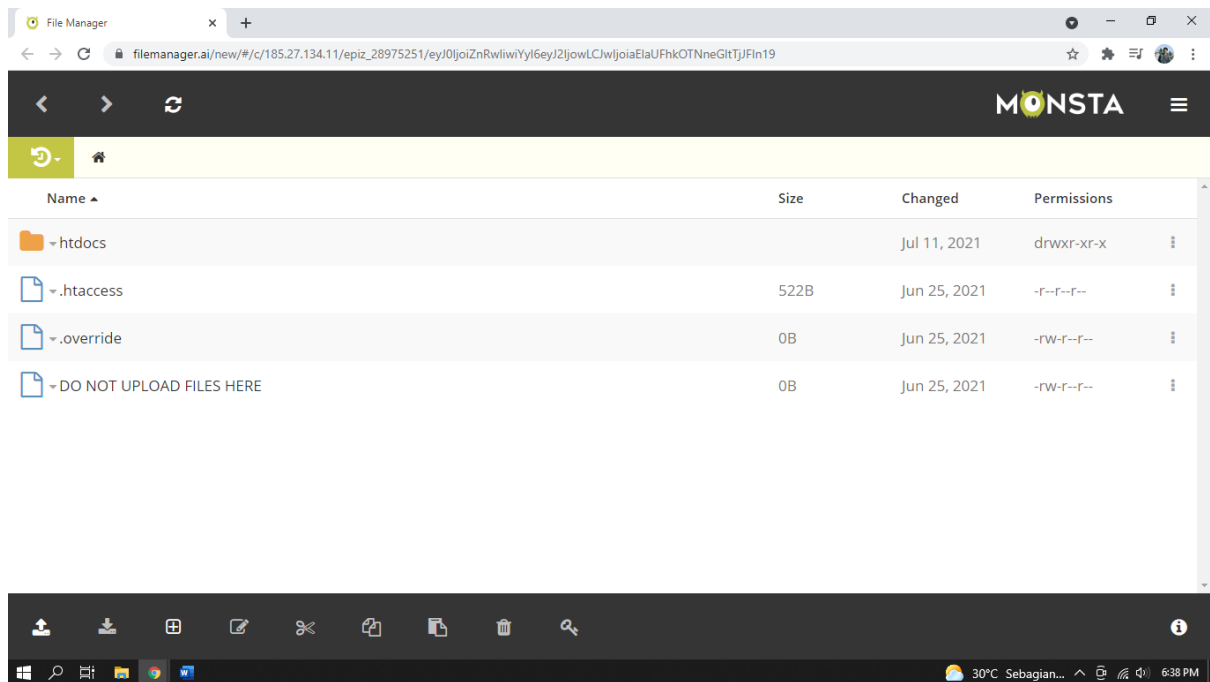 File Manager
filemanager.ai/new/#/c/185.27.134.11/epiz_28975251/eyJ0IjoiZnRwIiwiYyI6eyJ2IjowLCJwIjoiaElaUFhkOTNneGItTjJFIn19
MONSTA
Name Size Changed Permissions
htdocs Jul 11, 2021 drwxr-xr-x
.htaccess 522B Jun 25, 2021 -r--r--r--
.override 0B Jun 25, 2021 -rw-r--r--
DO NOT UPLOAD FILES HERE 0B Jun 25, 2021 -rw-r--r--
30°C Sebagian... 6:38 PM